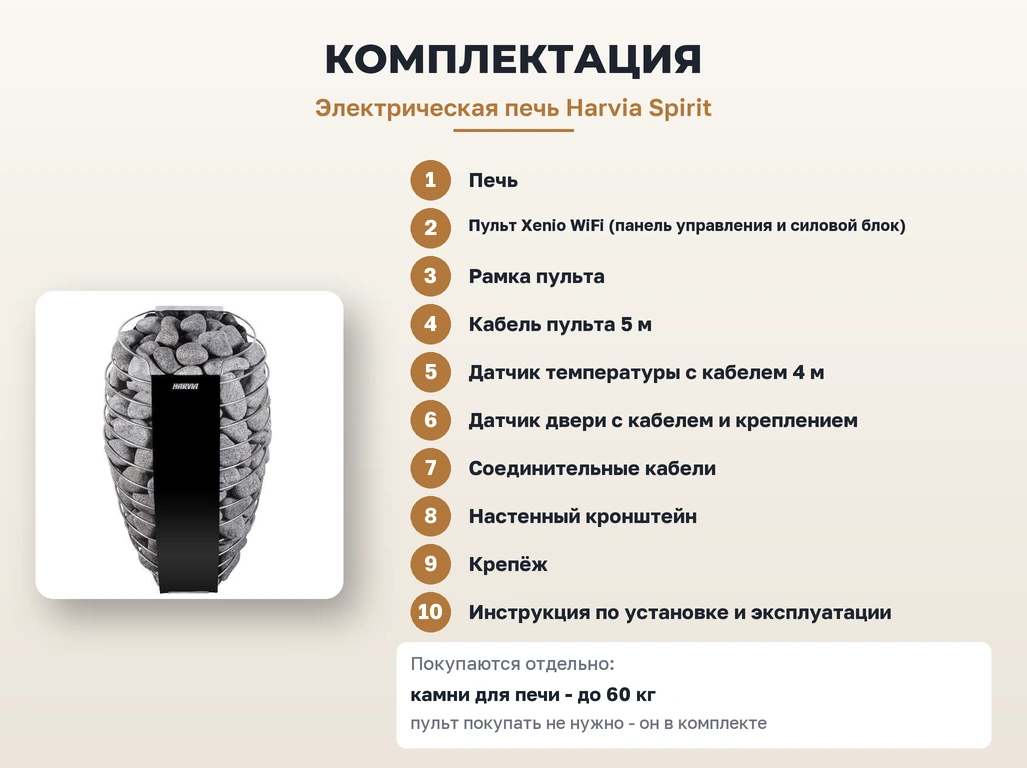 КОМПЛЕКТАЦИЯ
Электрическая печь Harvia Spirit
1 Печь
2 Пульт Xenio WiFi (панель управления и силовой блок)
3 Рамка пульта
4 Кабель пульта 5 м
5 Датчик температуры с кабелем 4 м
6 Датчик двери с кабелем и креплением
7 Соединительные кабели
8 Настенный кронштейн
9 Крепёж
10 Инструкция по установке и эксплуатации
HARVIA
Покупаются отдельно:
камни для печи - до 60 кг
пульт покупать не нужно - он в комплекте